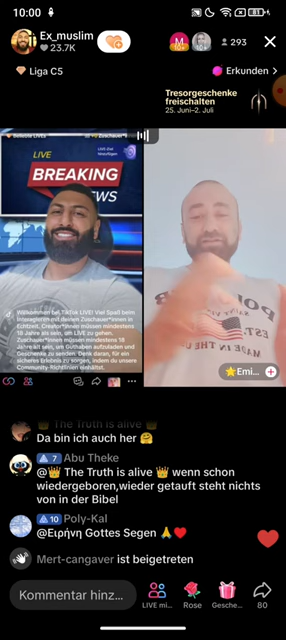 10:00
81
Ex_muslim
23.7K
293
Liga C5
Erkunden >
Tresorgeschenke
freischalten
25. Juni–2. Juli
LIVE
BREAKING
NEWS
Willkommen bei TikTok LIVE! Viel Spaß beim
Interagieren mit deinen Zuschauer*innen in
Echtzeit. Creator*innen müssen mindestens
18 Jahre alt sein, um LIVE zu gehen.
Zuschauer*innen müssen mindestens 18
Jahre alt sein, um Guthaben aufzuladen und
Geschenke zu senden. Denk daran, für ein
sicheres Erlebnis zu sorgen, indem du unsere
Community-Richtlinien einhältst.
EST.
MADE IN THE U
⭐Emi... +
👑 The Truth is alive 👑
Da bin ich auch her 🤗
7 Abu Theke
@👑 The Truth is alive 👑 wenn schon
wiedergeboren,wieder getauft steht nichts
von in der Bibel
10 Poly-Kal
@Ειρήνη Gottes Segen 🙏♥️
Mert-cangaver ist beigetreten
Kommentar hinz...
LIVE mi...
Rose
Gesche...
80